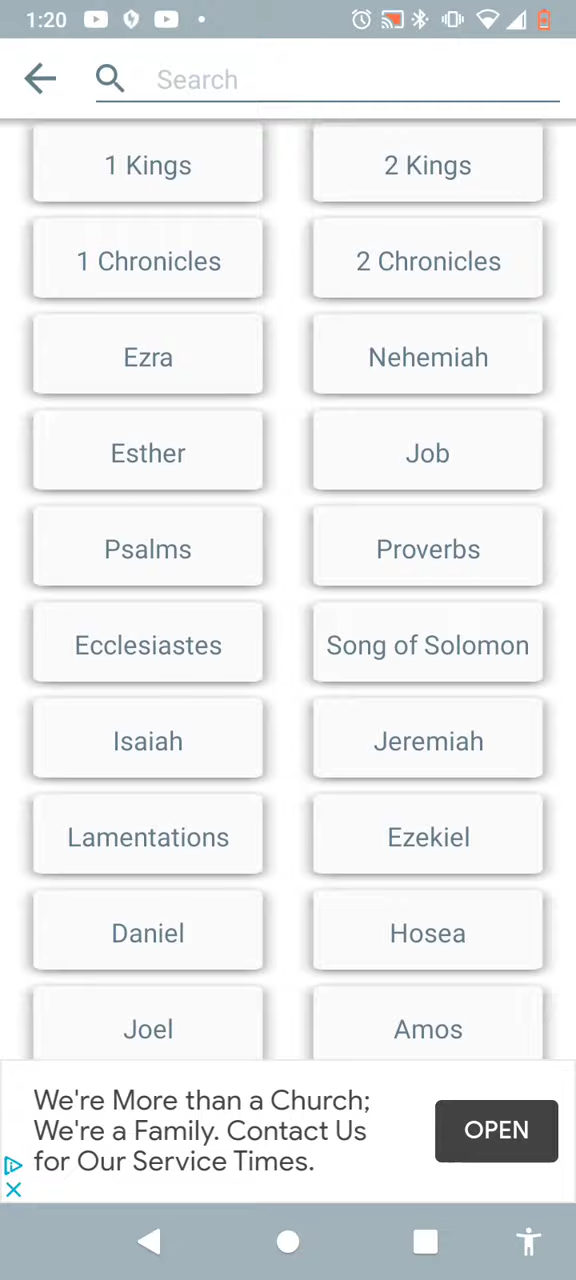 1:20
Search
1 Kings
2 Kings
1 Chronicles
2 Chronicles
Ezra
Nehemiah
Esther
Job
Psalms
Proverbs
Ecclesiastes
Song of Solomon
Isaiah
Jeremiah
Lamentations
Ezekiel
Daniel
Hosea
Joel
Amos
We're More than a Church;
We're a Family. Contact Us
for Our Service Times.
OPEN